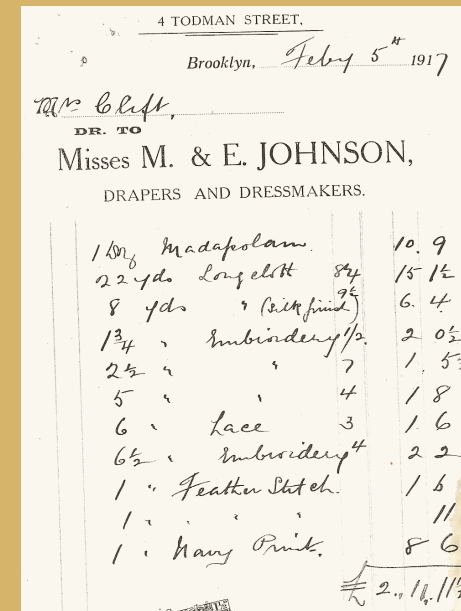 4 TODMAN STREET,
Brooklyn, Feby 5th 1917
Mrs Clift,
DR. TO
Misses M. & E. JOHNSON,
DRAPERS AND DRESSMAKERS.
1 Doz Madapolam. 10. 9
22 yds Longcloth 8¼ 15 1½
8 yds " (silk finish) 9½ 6. 4
1¾ " Embroidery 1/2 2 0½
2½ " " 7 1. 5
5 " " 4 1 8
6 " Lace 3 1 6
6½ " Embroidery 4 2 2
1 " Feather Stitch. 1 6
1 " " " 11
1 " Navy Print. 8 6
£ 2. 11. 11½